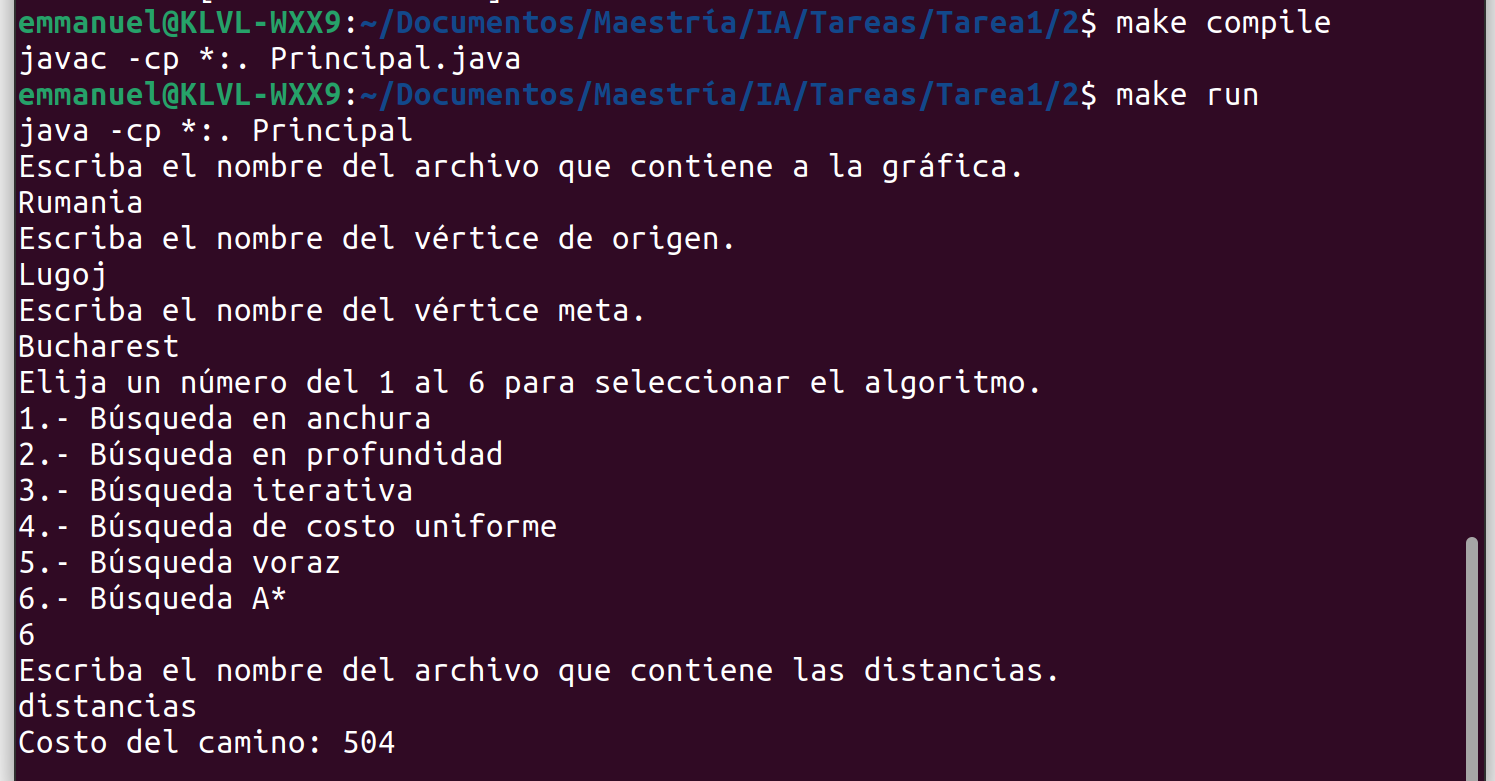 emmanuel@KLVL-WXX9:~/Documentos/Maestría/IA/Tareas/Tarea1/2$ make compile
javac -cp *:. Principal.java
emmanuel@KLVL-WXX9:~/Documentos/Maestría/IA/Tareas/Tarea1/2$ make run
java -cp *:. Principal
Escriba el nombre del archivo que contiene a la gráfica.
Rumania
Escriba el nombre del vértice de origen.
Lugoj
Escriba el nombre del vértice meta.
Bucharest
Elija un número del 1 al 6 para seleccionar el algoritmo.
1.- Búsqueda en anchura
2.- Búsqueda en profundidad
3.- Búsqueda iterativa
4.- Búsqueda de costo uniforme
5.- Búsqueda voraz
6.- Búsqueda A*
6
Escriba el nombre del archivo que contiene las distancias.
distancias
Costo del camino: 504